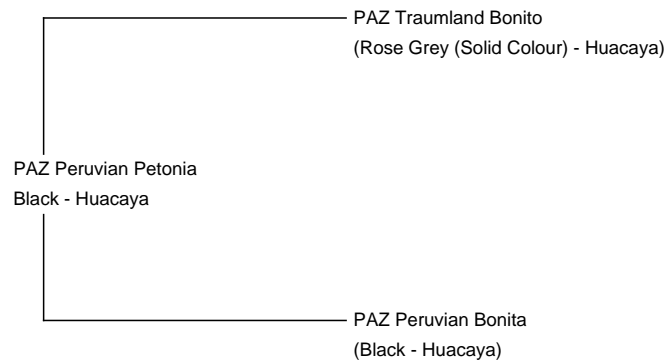 PAZ Traumland Bonito
(Rose Grey (Solid Colour) - Huacaya)
PAZ Peruvian Petonia
Black - Huacaya
PAZ Peruvian Bonita
(Black - Huacaya)